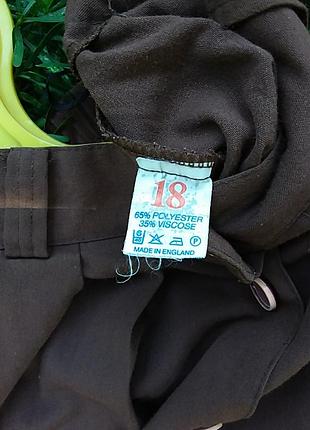 18
65% POLYESTER
35% VISCOSE
P
MADE IN ENGLAND